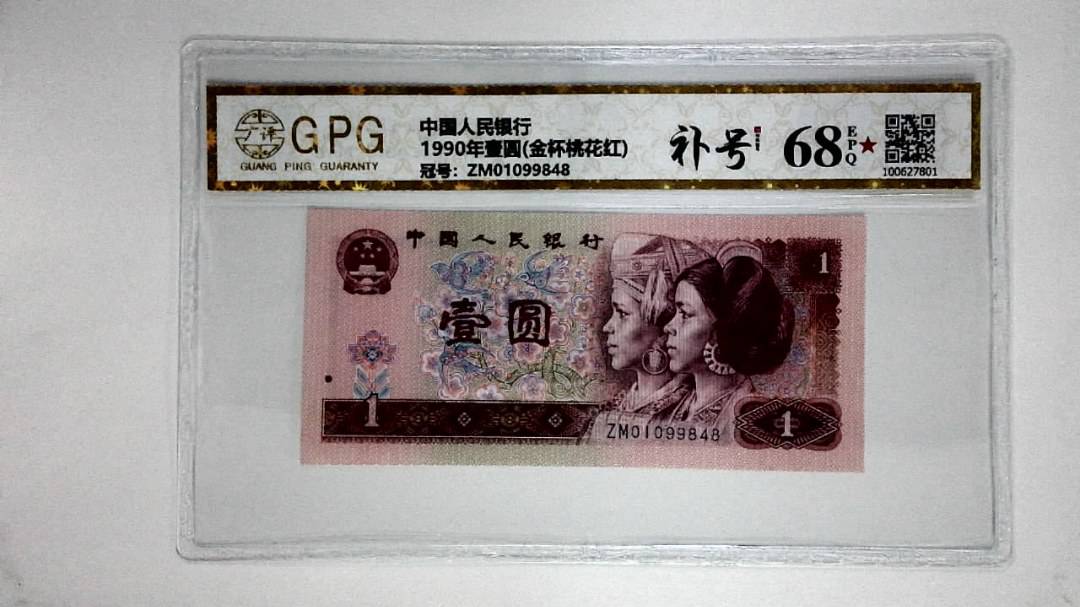 GPG
GUANG PING GUARANTY
中国人民银行
1990年壹圆(金杯桃花红)
冠号: ZM01099848
补号
68
EPQ★
100627801
中国人民银行
1
壹圆
1
ZM01099848
1